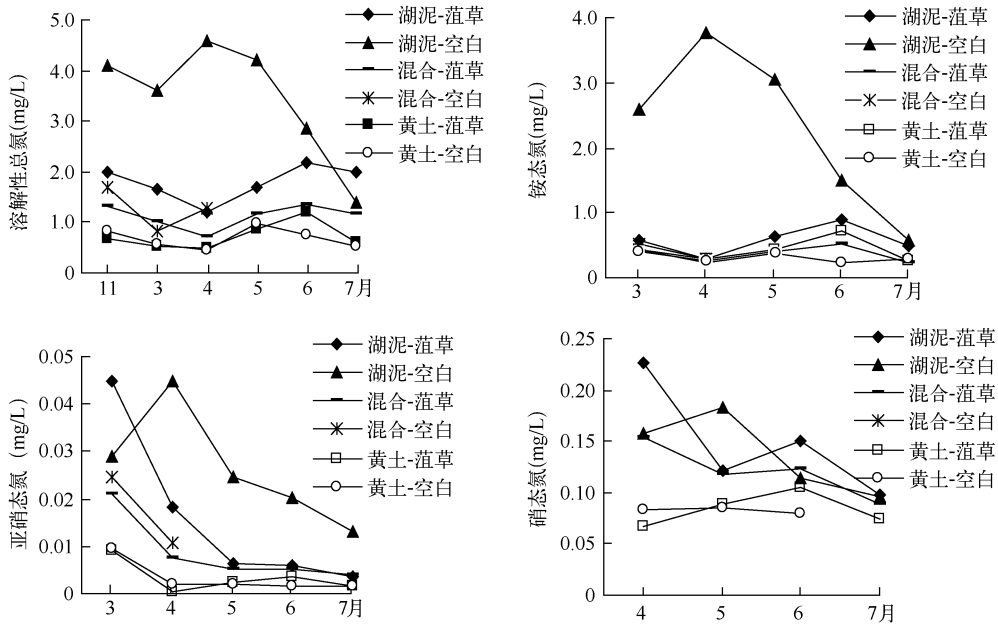 溶解性总氮(mg/L)
5.0
4.0
3.0
2.0
1.0
0
11
3
4
5
6
7月
湖泥-菹草
湖泥-空白
混合-菹草
混合-空白
黄土-菹草
黄土-空白
铵态氮(mg/L)
4.0
3.0
2.0
1.0
0
3
4
5
6
7月
湖泥-菹草
湖泥-空白
混合-菹草
混合-空白
黄土-菹草
黄土-空白
亚硝态氮 (mg/L)
0.05
0.04
0.03
0.02
0.01
0
3
4
5
6
7月
湖泥-菹草
湖泥-空白
混合-菹草
混合-空白
黄土-菹草
黄土-空白
硝态氮(mg/L)
0.25
0.20
0.15
0.10
0.05
0
4
5
6
7月
湖泥-菹草
湖泥-空白
混合-菹草
混合-空白
黄土-菹草
黄土-空白